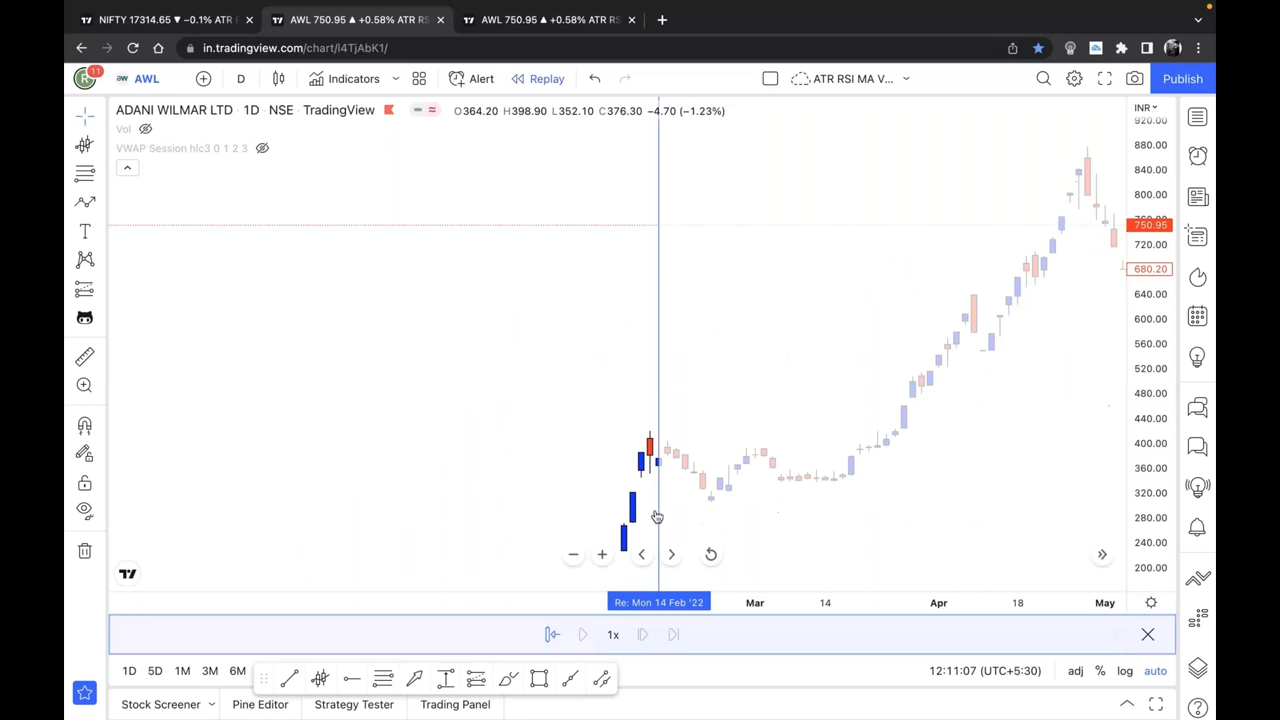 NIFTY 17314.65 ▼ −0.1% ATR R
AWL 750.95 ▲ +0.58% ATR RS
AWL 750.95 ▲ +0.58% ATR RS
in.tradingview.com/chart/I4TjAbK1/
R 11
aw AWL
D
Indicators
Alert
Replay
ATR RSI MA V...
Publish
ADANI WILMAR LTD · 1D · NSE · TradingView
O364.20 H398.90 L352.10 C376.30 −4.70 (−1.23%)
INR
Vol
VWAP Session hlc3 0 1 2 3
920.00
880.00
840.00
800.00
750.95
720.00
680.20
640.00
600.00
560.00
520.00
480.00
440.00
400.00
360.00
320.00
280.00
240.00
200.00
Re: Mon 14 Feb '22
Mar
14
Apr
18
May
1x
1D 5D 1M 3M 6M
12:11:07 (UTC+5:30)
adj % log auto
Stock Screener
Pine Editor
Strategy Tester
Trading Panel